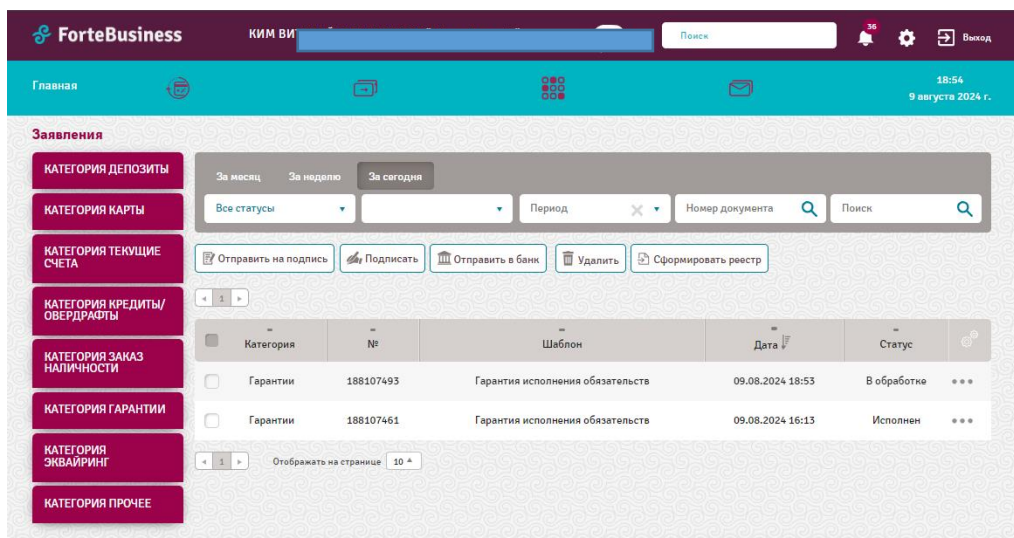 ForteBusiness
КИМ ВИТ
Поиск
36
Выход
Главная
18:54
9 августа 2024 г.
Заявления
КАТЕГОРИЯ ДЕПОЗИТЫ
КАТЕГОРИЯ КАРТЫ
КАТЕГОРИЯ ТЕКУЩИЕ
СЧЕТА
КАТЕГОРИЯ КРЕДИТЫ/
ОВЕРДРАФТЫ
КАТЕГОРИЯ ЗАКАЗ
НАЛИЧНОСТИ
КАТЕГОРИЯ ГАРАНТИИ
КАТЕГОРИЯ
ЭКВАЙРИНГ
КАТЕГОРИЯ ПРОЧЕЕ
За месяц За неделю За сегодня
Все статусы Период Номер документа Поиск
Отправить на подпись Подписать Отправить в банк Удалить Сформировать реестр
1
Категория № Шаблон Дата Статус
Гарантии 188107493 Гарантия исполнения обязательств 09.08.2024 18:53 В обработке
Гарантии 188107461 Гарантия исполнения обязательств 09.08.2024 16:13 Исполнен
1 Отображать на странице 10